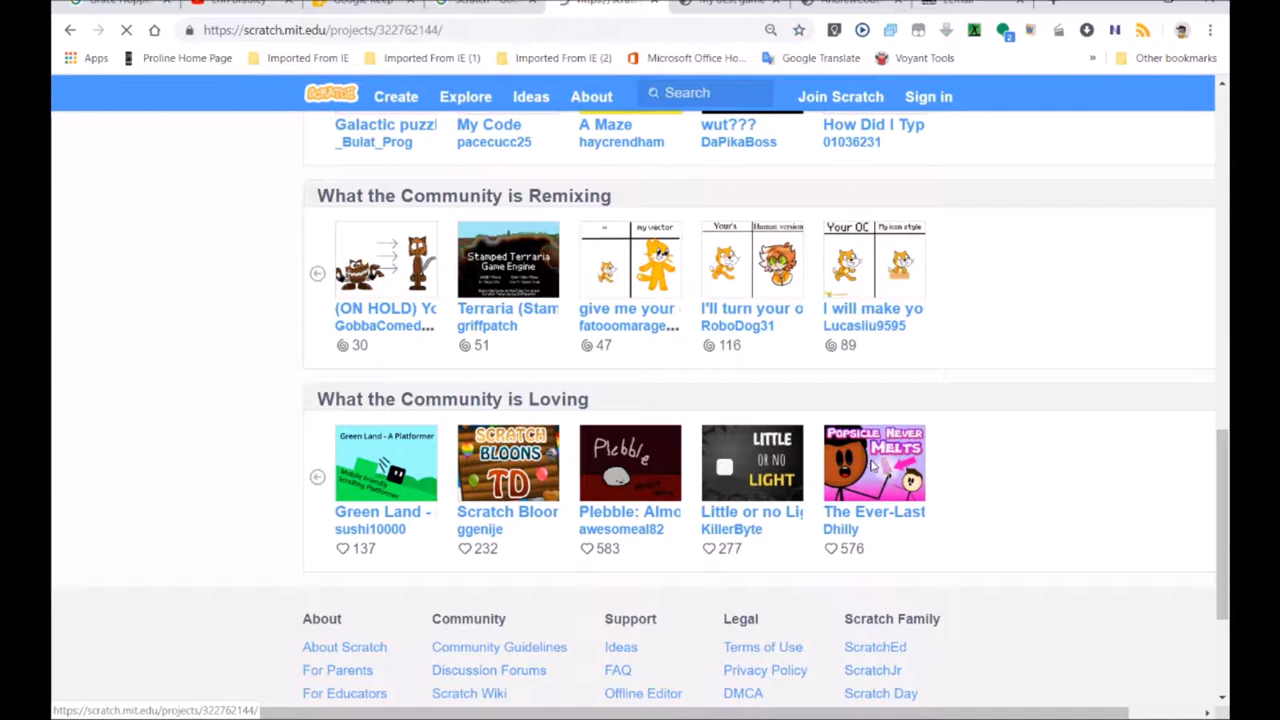 Google Keep
https://scratch.mit.edu/projects/322762144/
2
Apps Proline Home Page Imported From IE Imported From IE (1) Imported From IE (2) Microsoft Office Ho... Google Translate Voyant Tools » Other bookmarks
SCRATCH Create Explore Ideas About Search Join Scratch Sign in
Galactic puzzl My Code A Maze wut??? How Did I Typ
_Bulat_Prog pacecucc25 haycrendham DaPikaBoss 01036231
What the Community is Remixing
Stamped Terraria
Game Engine
my vector
Your's Human version
Your OC My icon style
(ON HOLD) Yo Terraria (Stam give me your I'll turn your o I will make yo
GobbaComed... griffpatch fatooomarage... RoboDog31 Lucasliu9595
30 51 47 116 89
What the Community is Loving
Green Land - A Platformer
Mobile Friendly
Scrolling Platformer
SCRATCH
BLOONS
TD
Plebble
LITTLE
OR NO
LIGHT
POPSICLE NEVER
MELTS
Green Land - Scratch Bloor Plebble: Almo Little or no Lig The Ever-Last
sushi10000 ggenije awesomeal82 KillerByte Dhilly
137 232 583 277 576
About Community Support Legal Scratch Family
About Scratch Community Guidelines Ideas Terms of Use ScratchEd
For Parents Discussion Forums FAQ Privacy Policy ScratchJr
For Educators Scratch Wiki Offline Editor DMCA Scratch Day
https://scratch.mit.edu/projects/322762144/